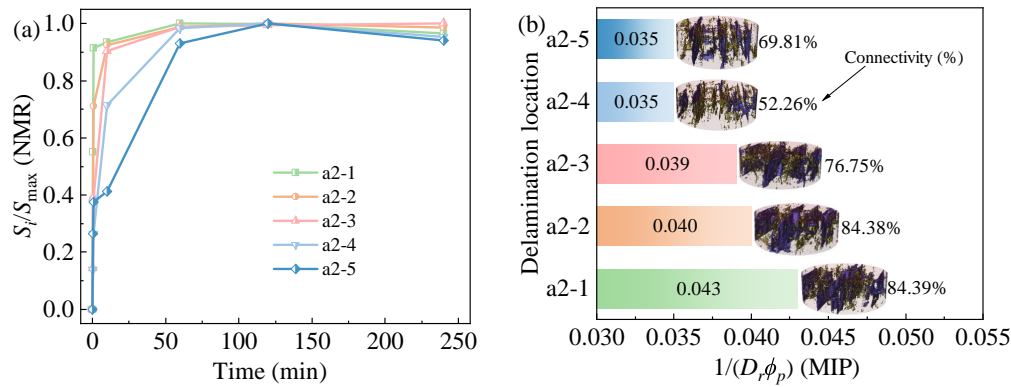 (a)
1.0
0.8
0.6
0.4
0.2
0.0
S_i/S_max (NMR)
a2-1
a2-2
a2-3
a2-4
a2-5
0 50 100 150 200 250
Time (min)
(b)
Delamination location
a2-5 0.035 69.81%
Connectivity (%)
a2-4 0.035 52.26%
a2-3 0.039 76.75%
a2-2 0.040 84.38%
a2-1 0.043 84.39%
0.030 0.035 0.040 0.045 0.050 0.055
1/(D_rϕ_p) (MIP)